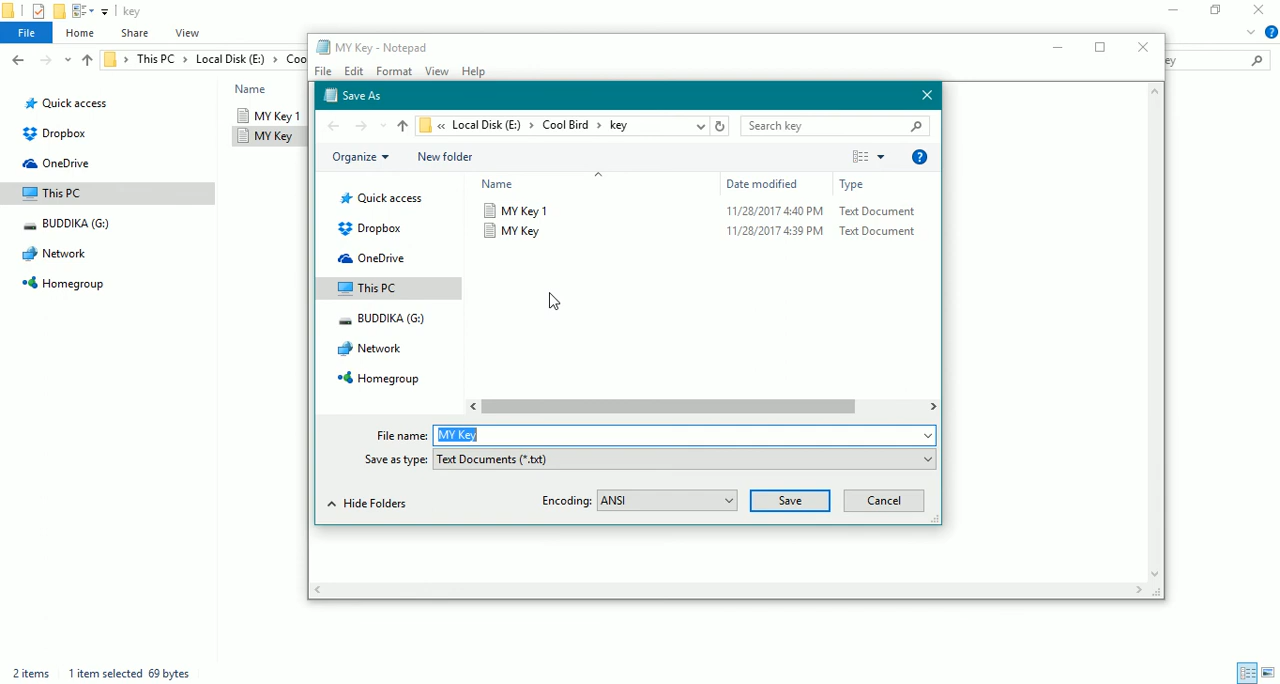 key
File Home Share View
This PC > Local Disk (E:) > Coo
Quick access
Dropbox
OneDrive
This PC
BUDDIKA (G:)
Network
Homegroup
Name
MY Key 1
MY Key
MY Key - Notepad
File Edit Format View Help
Save As
« Local Disk (E:) > Cool Bird > key
Search key
Organize New folder
Quick access
Dropbox
OneDrive
This PC
BUDDIKA (G:)
Network
Homegroup
Name Date modified Type
MY Key 1 11/28/2017 4:40 PM Text Document
MY Key 11/28/2017 4:39 PM Text Document
File name: MY Key
Save as type: Text Documents (*.txt)
Hide Folders Encoding: ANSI Save Cancel
ey
2 items 1 item selected 69 bytes